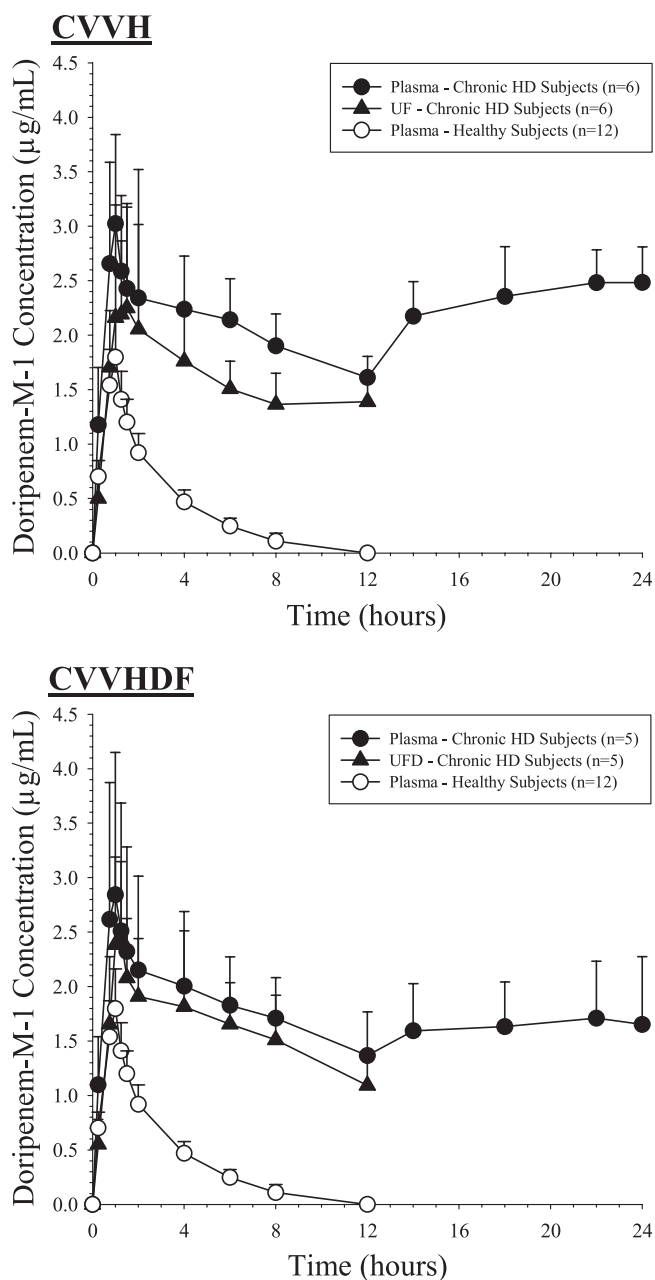 CVVH
4.5
4.0
3.5
3.0
2.5
2.0
1.5
1.0
0.5
0.0
Doripenem-M-1 Concentration (μg/mL)
Plasma - Chronic HD Subjects (n=6)
UF - Chronic HD Subjects (n=6)
Plasma - Healthy Subjects (n=12)
0 4 8 12 16 20 24
Time (hours)
CVVHDF
4.5
4.0
3.5
3.0
2.5
2.0
1.5
1.0
0.5
0.0
Doripenem-M-1 Concentration (μg/mL)
Plasma - Chronic HD Subjects (n=5)
UFD - Chronic HD Subjects (n=5)
Plasma - Healthy Subjects (n=12)
0 4 8 12 16 20 24
Time (hours)